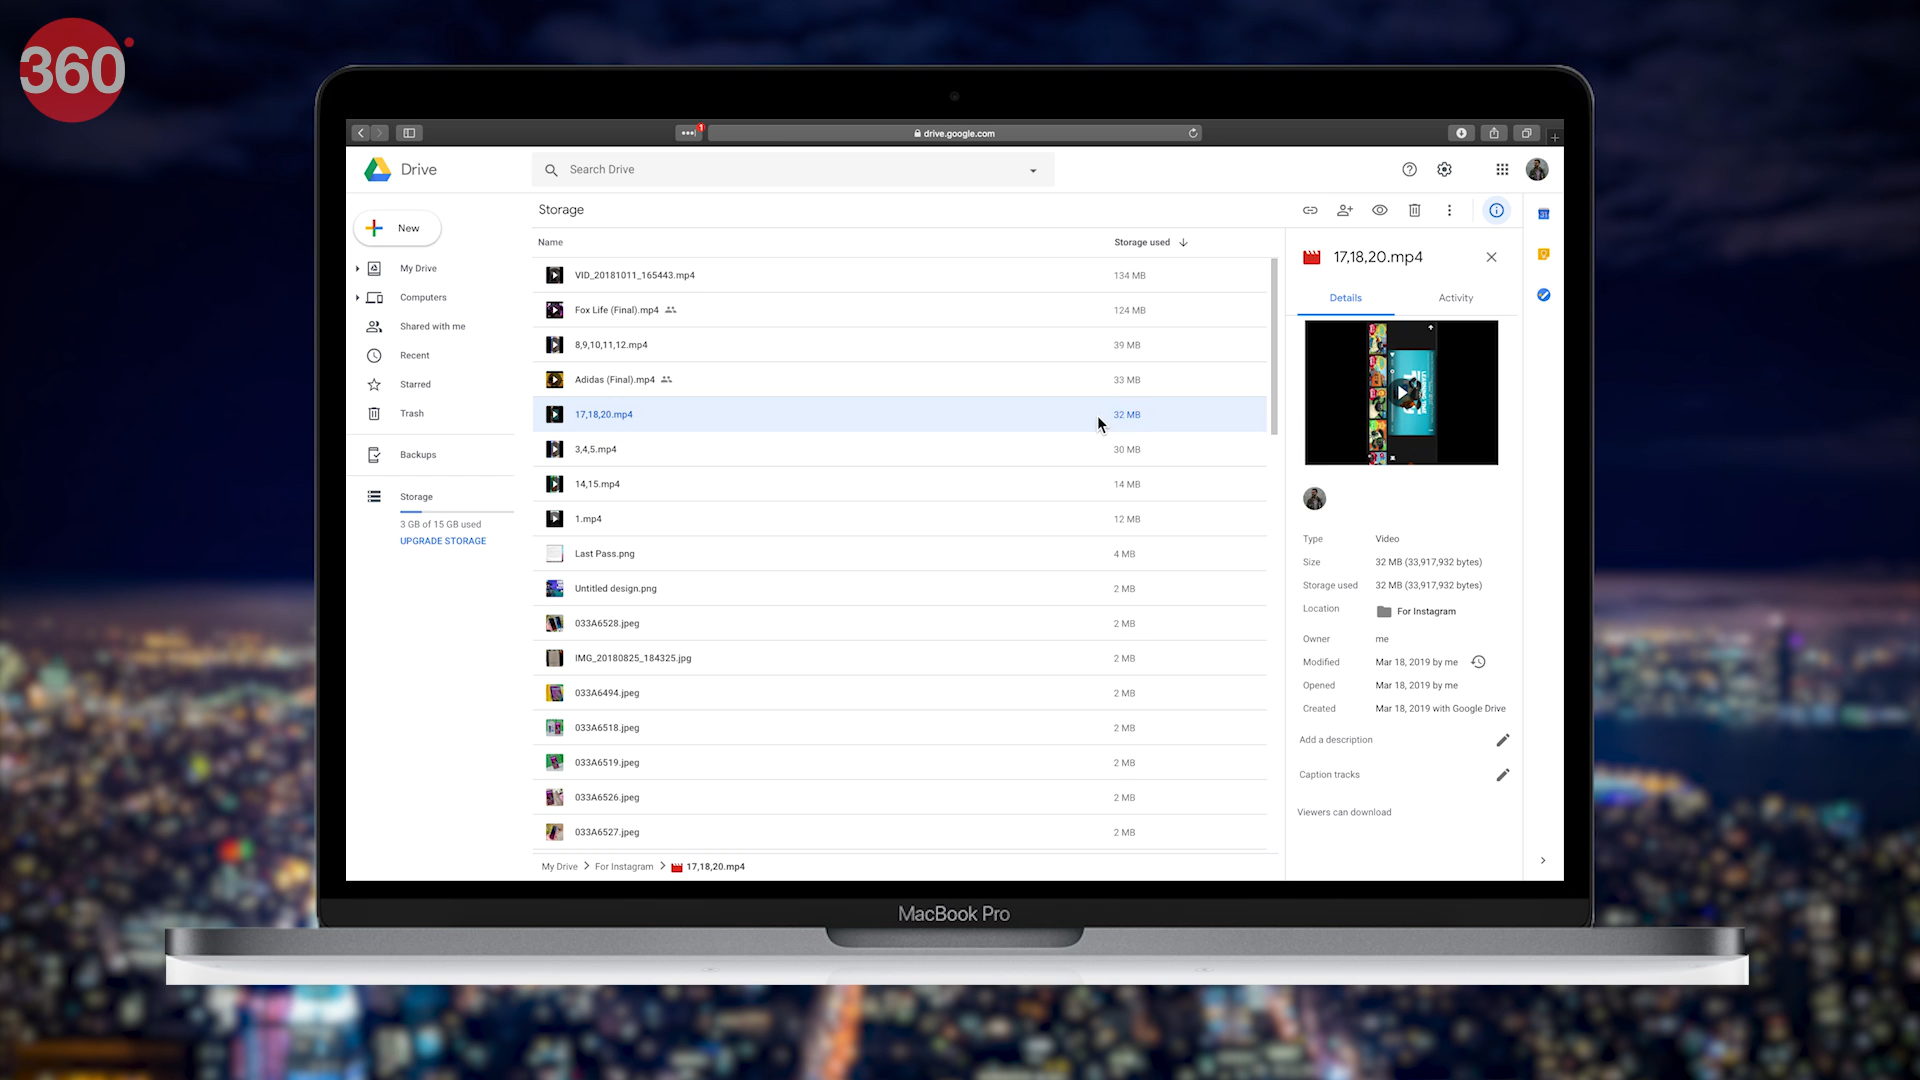 360
1
drive.google.com
Drive
Search Drive
31
New
My Drive
Computers
Shared with me
Recent
Starred
Trash
Backups
Storage
3 GB of 15 GB used
UPGRADE STORAGE
Storage
Name Storage used
VID_20181011_165443.mp4 134 MB
Fox Life (Final).mp4 124 MB
8,9,10,11,12.mp4 39 MB
Adidas (Final).mp4 33 MB
17,18,20.mp4 32 MB
3,4,5.mp4 30 MB
14,15.mp4 14 MB
1.mp4 12 MB
Last Pass.png 4 MB
Untitled design.png 2 MB
033A6528.jpeg 2 MB
IMG_20180825_184325.jpg 2 MB
033A6494.jpeg 2 MB
033A6518.jpeg 2 MB
033A6519.jpeg 2 MB
033A6526.jpeg 2 MB
033A6527.jpeg 2 MB
My Drive For Instagram 17,18,20.mp4
17,18,20.mp4
Details Activity
Type Video
Size 32 MB (33,917,932 bytes)
Storage used 32 MB (33,917,932 bytes)
Location For Instagram
Owner me
Modified Mar 18, 2019 by me
Opened Mar 18, 2019 by me
Created Mar 18, 2019 with Google Drive
Add a description
Caption tracks
Viewers can download
MacBook Pro